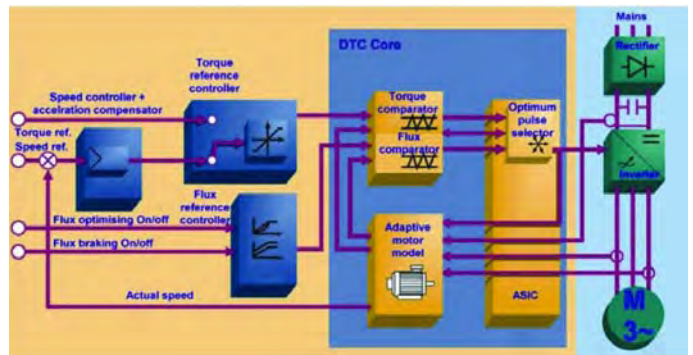 Mains
DTC Core
Rectifier
Torque
reference
controller
Speed controller +
accelration compensator
Torque
comparator
Optimum
pulse
selector
Torque ref.
Speed ref.
Flux
comparator
Inverter
Flux
reference
controller
Flux optimising On/off
Flux braking On/off
Adaptive
motor
model
Actual speed
ASIC
M
3~